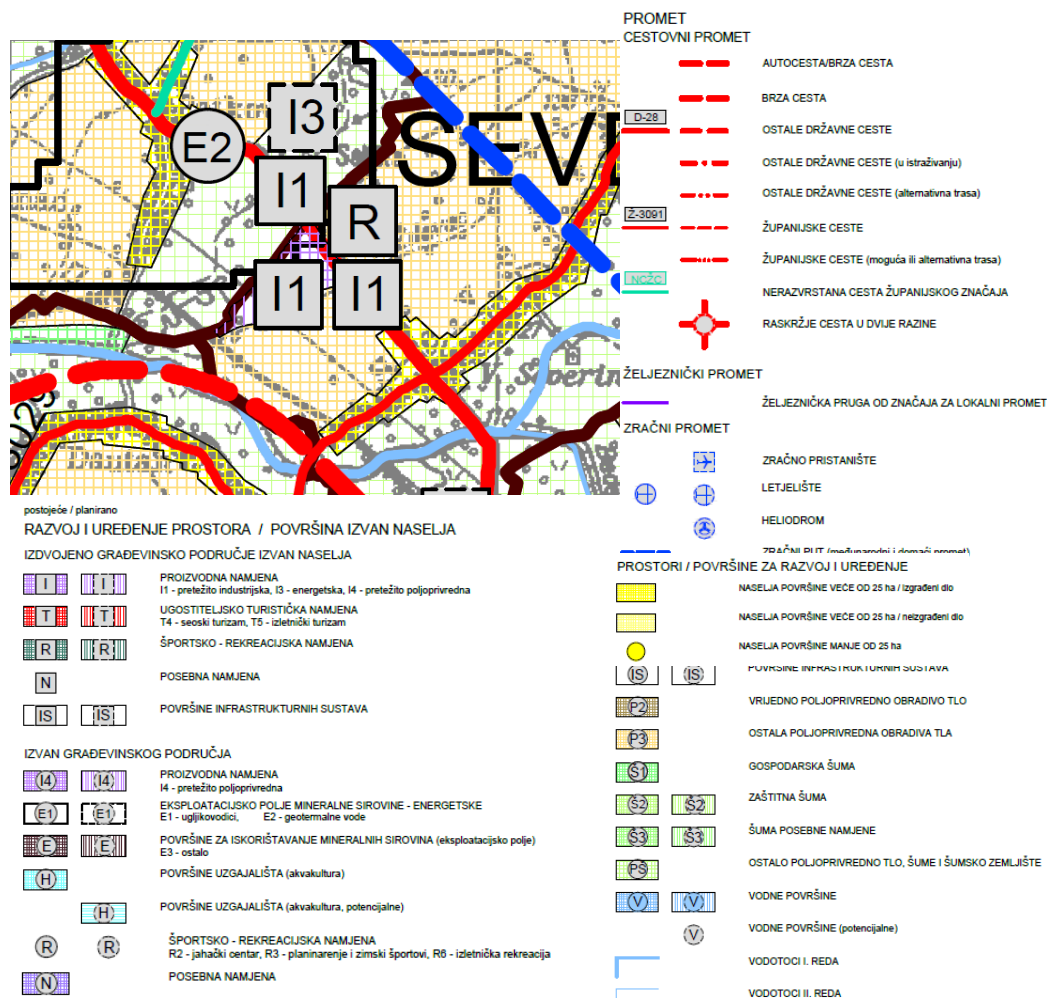 E2
I3
I1
R
I1
I1
SEVE
V. Severin
postojeće / planirano
RAZVOJ I UREĐENJE PROSTORA / POVRŠINA IZVAN NASELJA
IZDVOJENO GRAĐEVINSKO PODRUČJE IZVAN NASELJA
I I PROIZVODNA NAMJENA
I1 - pretežito industrijska, I3 - energetska, I4 - pretežito poljoprivredna
T T UGOSTITELJSKO TURISTIČKA NAMJENA
T4 - seoski turizam, T5 - izletnički turizam
R R ŠPORTSKO - REKREACIJSKA NAMJENA
N POSEBNA NAMJENA
IS IS POVRŠINE INFRASTRUKTURNIH SUSTAVA
IZVAN GRAĐEVINSKOG PODRUČJA
I4 I4 PROIZVODNA NAMJENA
I4 - pretežito poljoprivredna
E1 E1 EKSPLOATACIJSKO POLJE MINERALNE SIROVINE - ENERGETSKE
E1 - ugljikovodici, E2 - geotermalne vode
E E POVRŠINE ZA ISKORIŠTAVANJE MINERALNIH SIROVINA (eksploatacijsko polje)
E3 - ostalo
H POVRŠINE UZGAJALIŠTA (akvakultura)
(H) POVRŠINE UZGAJALIŠTA (akvakultura, potencijalne)
R R ŠPORTSKO - REKREACIJSKA NAMJENA
R2 - jahački centar, R3 - planinarenje i zimski športovi, R6 - izletnička rekreacija
N POSEBNA NAMJENA
PROMET
CESTOVNI PROMET
AUTOCESTA/BRZA CESTA
BRZA CESTA
D-28 OSTALE DRŽAVNE CESTE
OSTALE DRŽAVNE CESTE (u istraživanju)
OSTALE DRŽAVNE CESTE (alternativna trasa)
Ž-3091 ŽUPANIJSKE CESTE
ŽUPANIJSKE CESTE (moguća ili alternativna trasa)
NCŽC NERAZVRSTANA CESTA ŽUPANIJSKOG ZNAČAJA
RASKRŽJE CESTA U DVIJE RAZINE
ŽELJEZNIČKI PROMET
ŽELJEZNIČKA PRUGA OD ZNAČAJA ZA LOKALNI PROMET
ZRAČNI PROMET
ZRAČNO PRISTANIŠTE
LETJELIŠTE
HELIODROM
ZRAČNI PUT (međunarodni i domaći promet)
PROSTORI / POVRŠINE ZA RAZVOJ I UREĐENJE
NASELJA POVRŠINE VEĆE OD 25 ha / izgrađeni dio
NASELJA POVRŠINE VEĆE OD 25 ha / neizgrađeni dio
NASELJA POVRŠINE MANJE OD 25 ha
IS IS POVRŠINE INFRASTRUKTURNIH SUSTAVA
P2 VRIJEDNO POLJOPRIVREDNO OBRADIVO TLO
P3 OSTALA POLJOPRIVREDNA OBRADIVA TLA
Š1 GOSPODARSKA ŠUMA
Š2 Š2 ZAŠTITNA ŠUMA
Š3 Š3 ŠUMA POSEBNE NAMJENE
PŠ OSTALO POLJOPRIVREDNO TLO, ŠUME I ŠUMSKO ZEMLJIŠTE
V V VODNE POVRŠINE
V VODNE POVRŠINE (potencijalne)
VODOTOCI I. REDA
VODOTOCI II. REDA